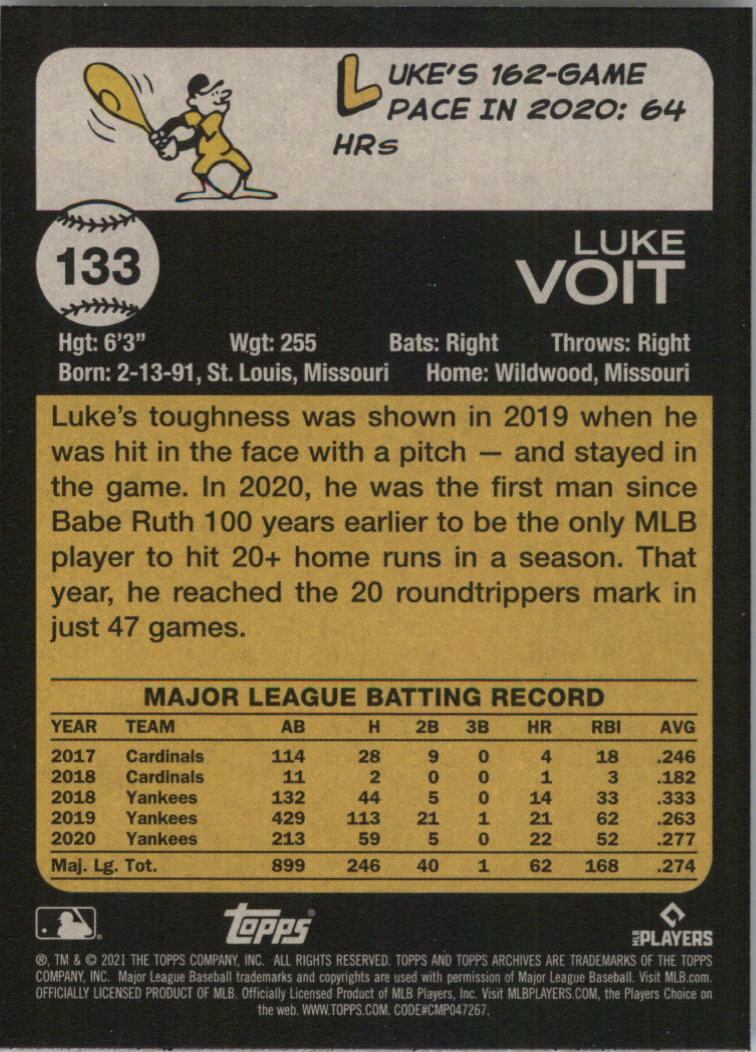 LUKE'S 162-GAME
PACE IN 2020: 64
HRs
133
LUKE
VOIT
Hgt: 6'3" Wgt: 255 Bats: Right Throws: Right
Born: 2-13-91, St. Louis, Missouri Home: Wildwood, Missouri
Luke's toughness was shown in 2019 when he
was hit in the face with a pitch — and stayed in
the game. In 2020, he was the first man since
Babe Ruth 100 years earlier to be the only MLB
player to hit 20+ home runs in a season. That
year, he reached the 20 roundtrippers mark in
just 47 games.
MAJOR LEAGUE BATTING RECORD
YEAR TEAM AB H 2B 3B HR RBI AVG
2017 Cardinals 114 28 9 0 4 18 .246
2018 Cardinals 11 2 0 0 1 3 .182
2018 Yankees 132 44 5 0 14 33 .333
2019 Yankees 429 113 21 1 21 62 .263
2020 Yankees 213 59 5 0 22 52 .277
Maj. Lg. Tot. 899 246 40 1 62 168 .274
topps®
MLB PLAYERS
®, TM & © 2021 THE TOPPS COMPANY, INC. ALL RIGHTS RESERVED. TOPPS AND TOPPS ARCHIVES ARE TRADEMARKS OF THE TOPPS
COMPANY, INC. Major League Baseball trademarks and copyrights are used with permission of Major League Baseball. Visit MLB.com.
OFFICIALLY LICENSED PRODUCT OF MLB. Officially Licensed Product of MLB Players, Inc. Visit MLBPLAYERS.COM, the Players Choice on
the web. WWW.TOPPS.COM. CODE#CMP047267.